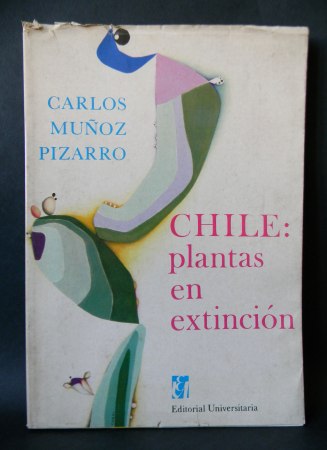 CARLOS
MUÑOZ
PIZARRO
CHILE:
plantas
en
extinción
Editorial Universitaria